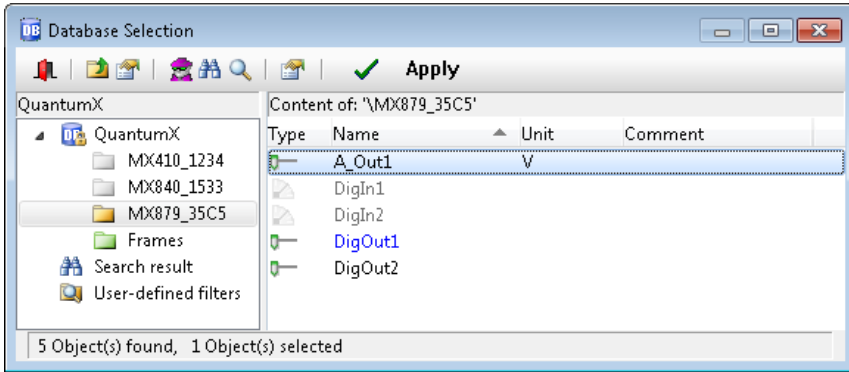 DB Database Selection
Apply
QuantumX
Content of: '\MX879_35C5'
QuantumX
MX410_1234
MX840_1533
MX879_35C5
Frames
Search result
User-defined filters
Type Name Unit Comment
A_Out1 V
DigIn1
DigIn2
DigOut1
DigOut2
5 Object(s) found, 1 Object(s) selected